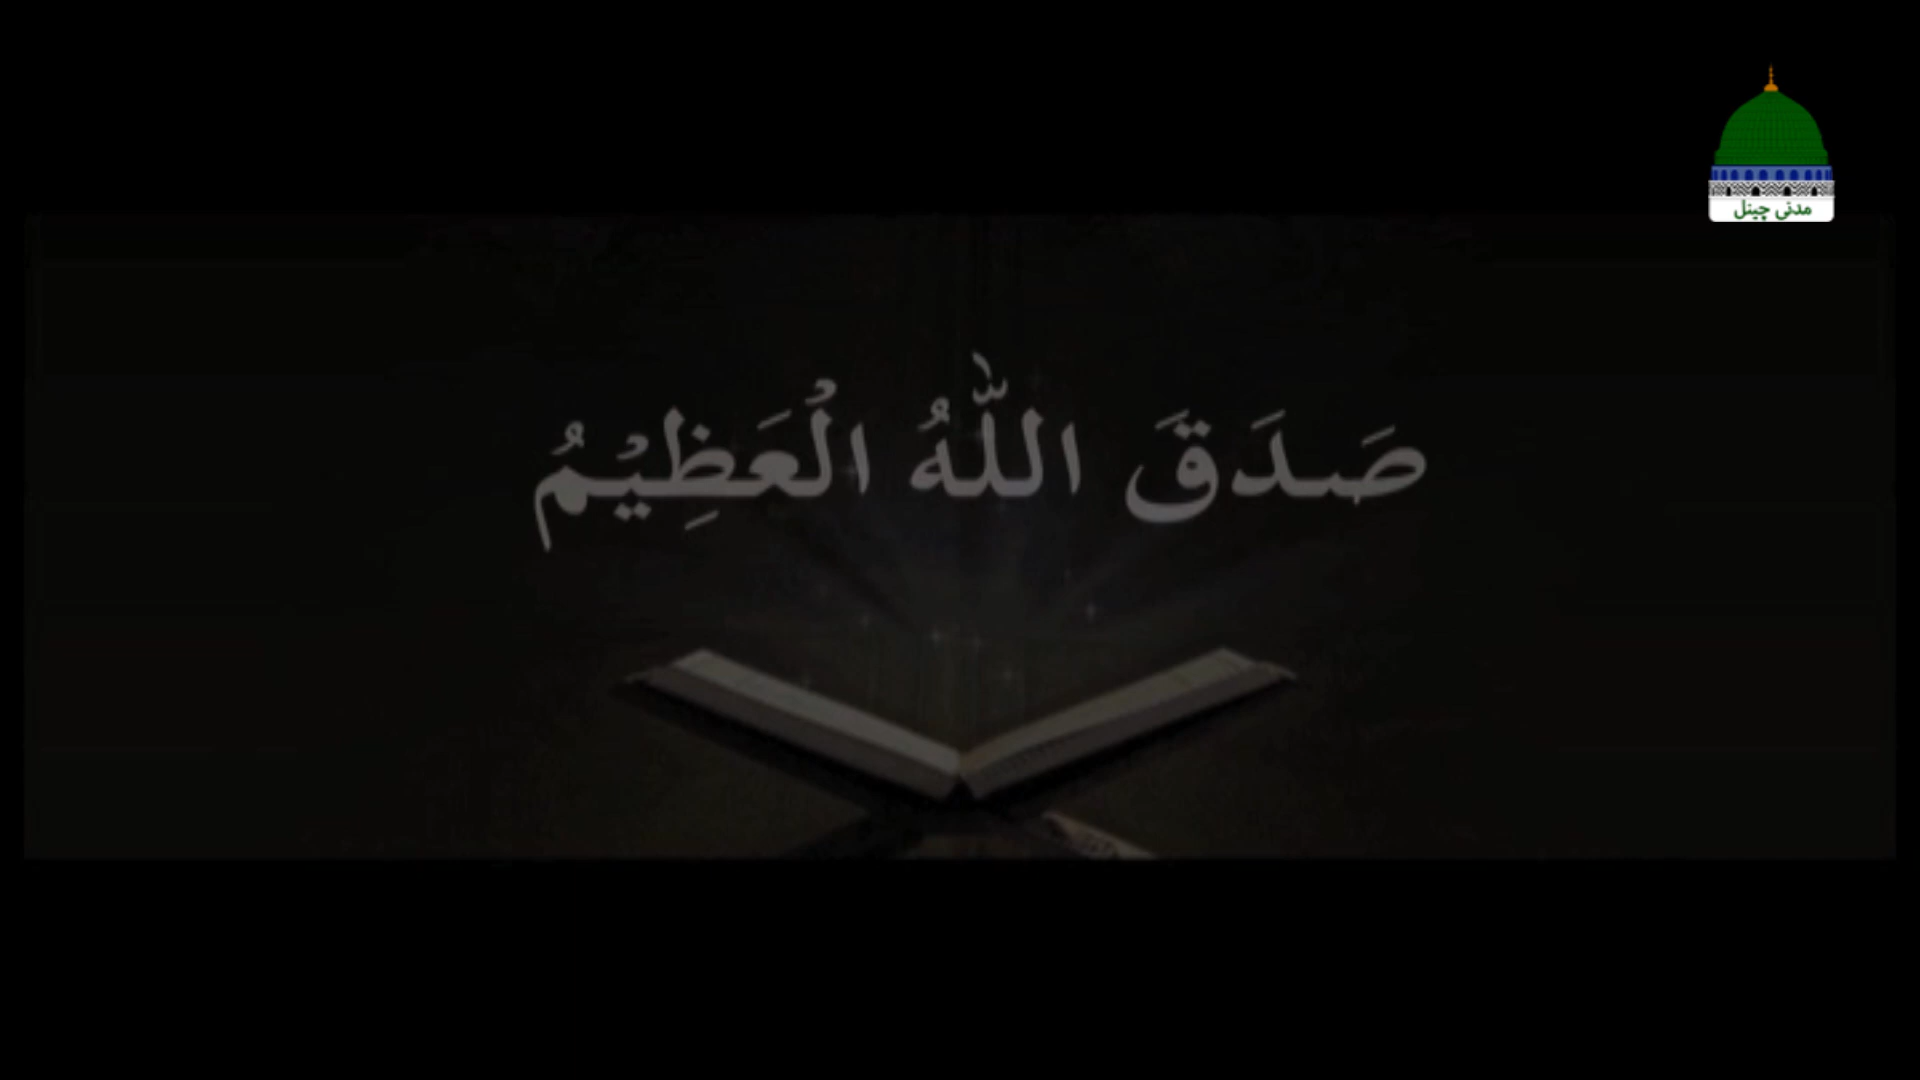 مدنی چینل
صَدَقَ اللّٰهُ الْعَظِيْمُ